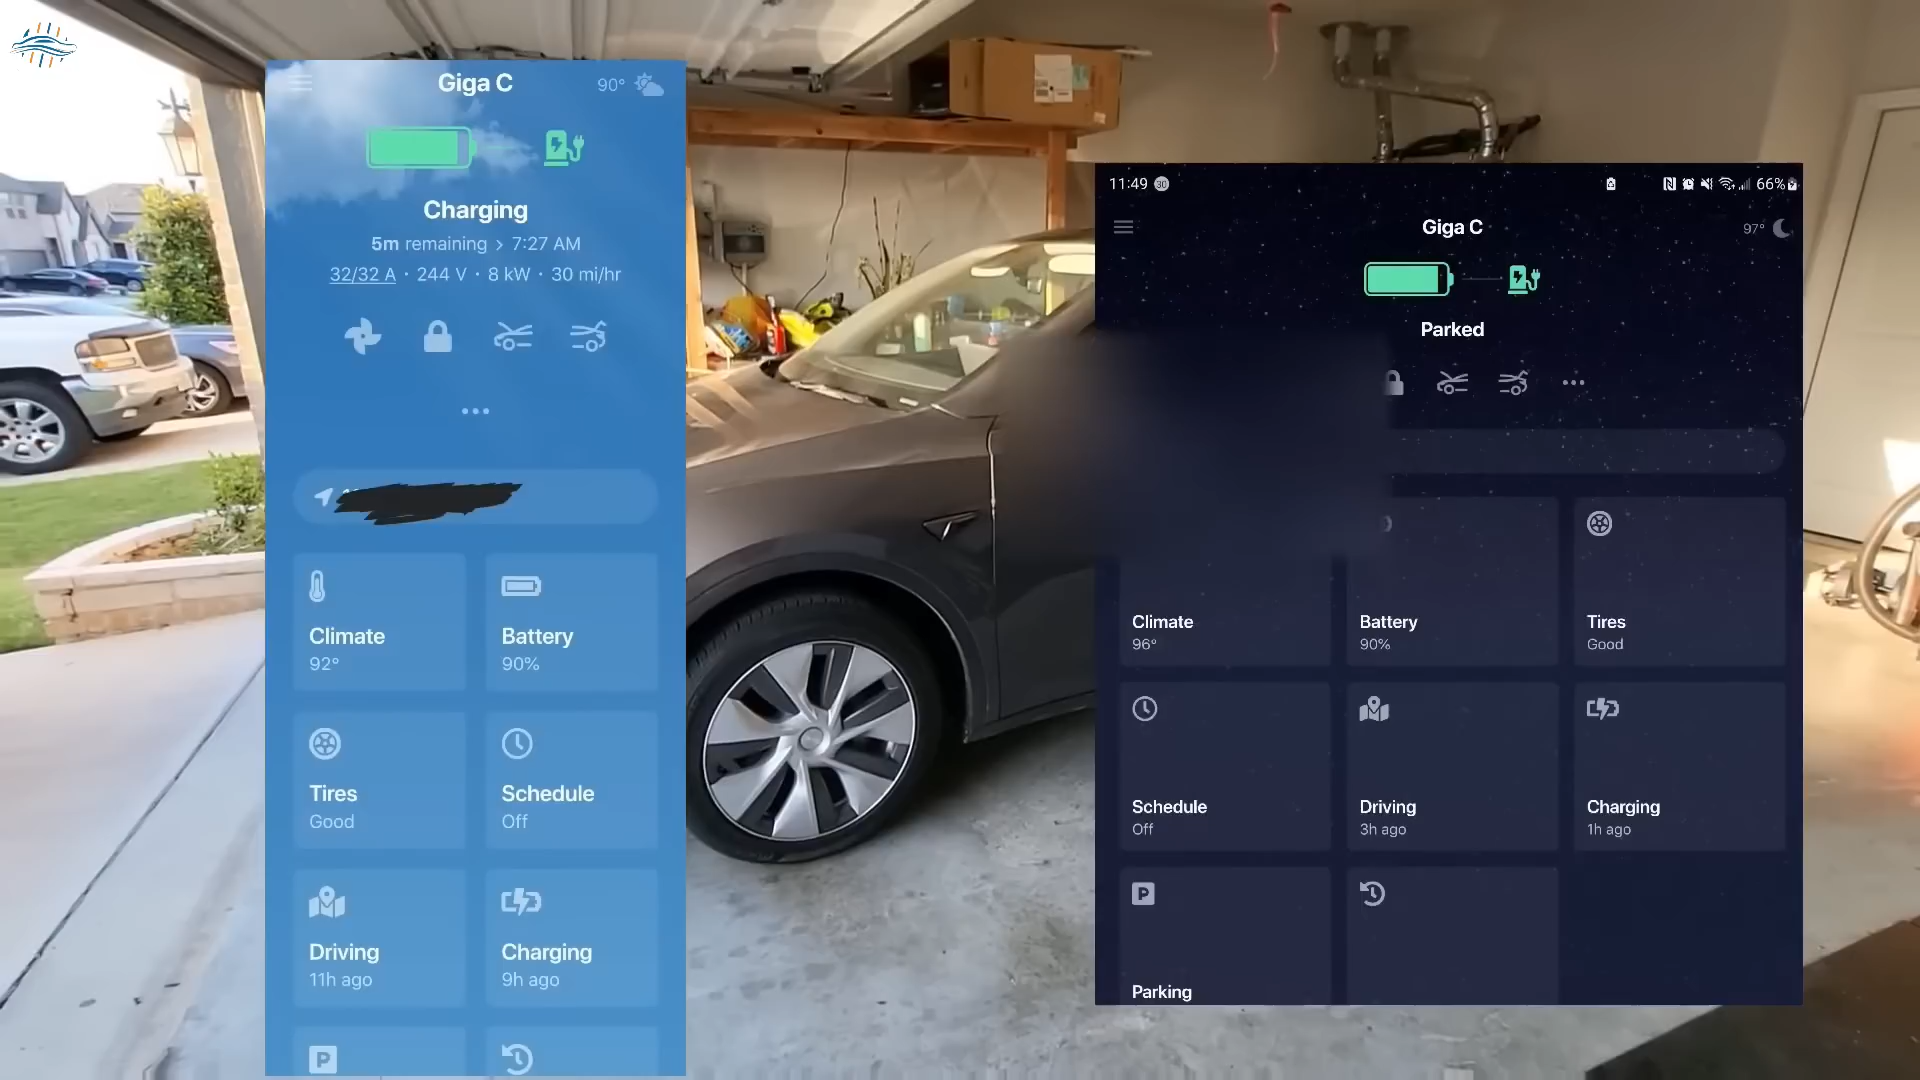 Giga C
90°
Charging
5m remaining > 7:27 AM
32/32 A · 244 V · 8 kW · 30 mi/hr
Climate
92°
Battery
90%
Tires
Good
Schedule
Off
Driving
11h ago
Charging
9h ago
P
11:49
30
66%
Giga C
97°
Parked
Climate
96°
Battery
90%
Tires
Good
Schedule
Off
Driving
3h ago
Charging
1h ago
P
Parking